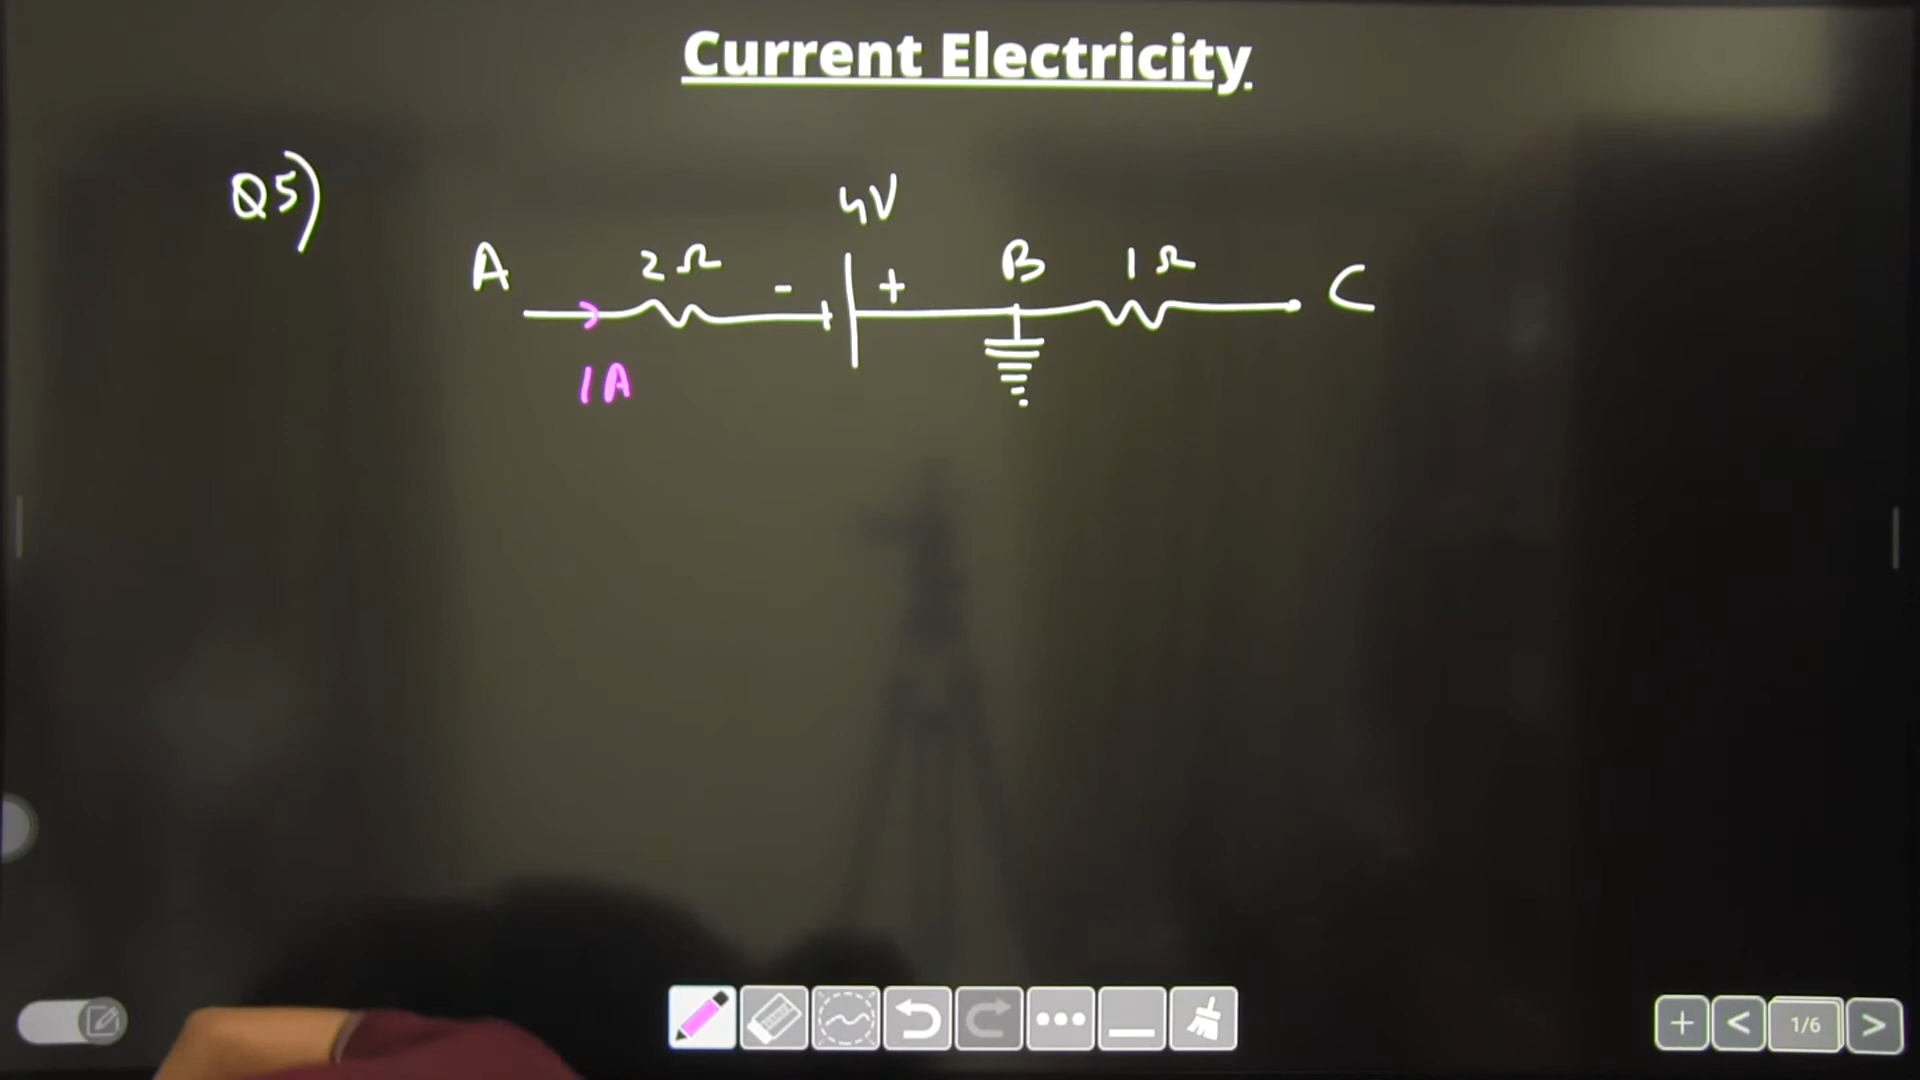 Current Electricity
Q5)
4V
A 2Ω - + B 1Ω C
1A
1/6